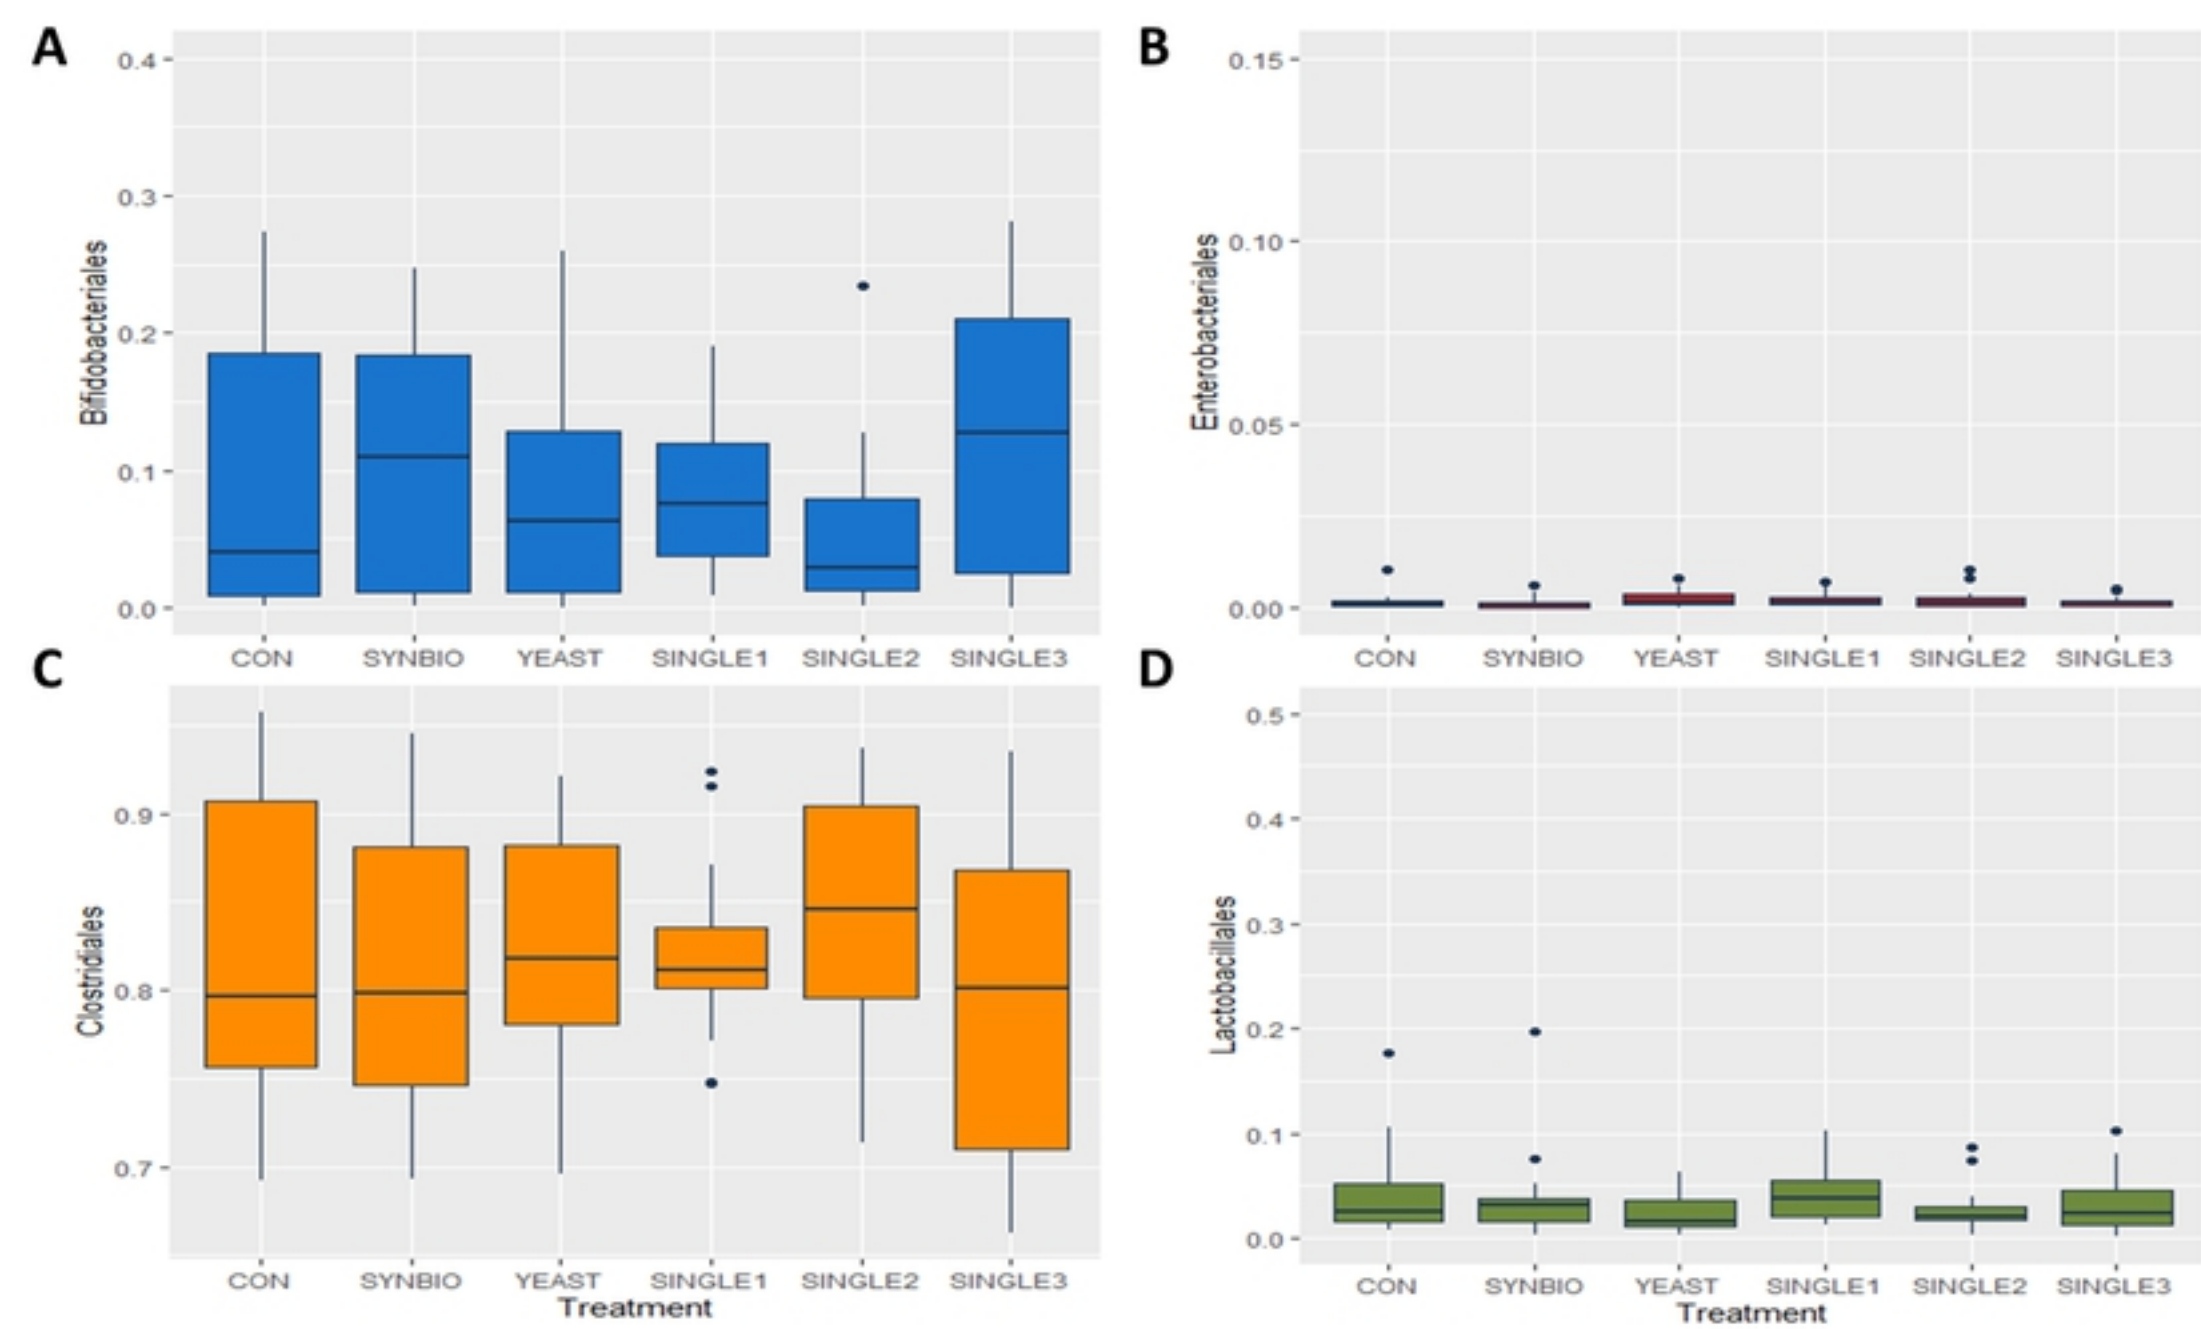 A
0.4
0.3
0.2
0.1
0.0
Bifidobacteriales
CON SYNBIO YEAST SINGLE1 SINGLE2 SINGLE3
B
0.15
0.10
0.05
0.00
Enterobacteriales
CON SYNBIO YEAST SINGLE1 SINGLE2 SINGLE3
C
0.9
0.8
0.7
Clostridiales
CON SYNBIO YEAST SINGLE1 SINGLE2 SINGLE3
Treatment
D
0.5
0.4
0.3
0.2
0.1
0.0
Lactobacillales
CON SYNBIO YEAST SINGLE1 SINGLE2 SINGLE3
Treatment